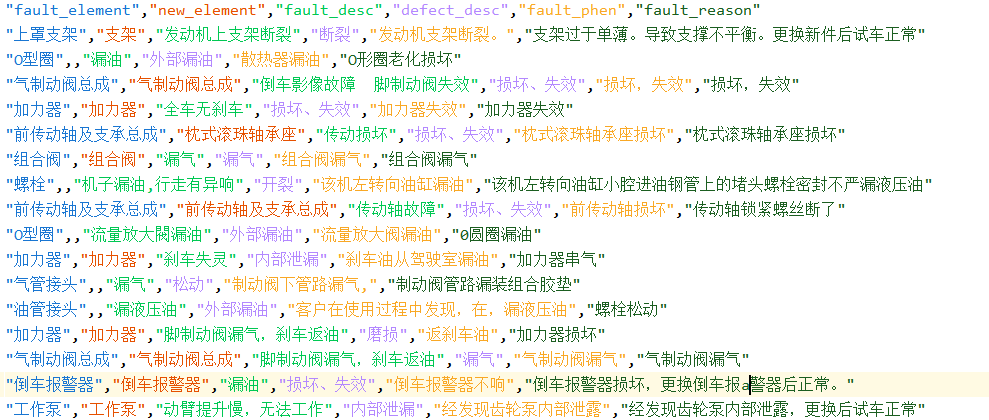 "fault_element","new_element","fault_desc","defect_desc","fault_phen","fault_reason"
"上罩支架","支架","发动机上支架断裂","断裂","发动机支架断裂。","支架过于单薄。导致支撑不平衡。更换新件后试车正常"
"O型圈",,"漏油","外部漏油","散热器漏油","O形圈老化损坏"
"气制动阀总成","气制动阀总成","倒车影像故障　脚制动阀失效","损坏、失效","损坏，失效","损坏，失效"
"加力器","加力器","全车无刹车","损坏、失效","加力器失效","加力器失效"
"前传动轴及支承总成","枕式滚珠轴承座","传动损坏","损坏、失效","枕式滚珠轴承座损坏","枕式滚珠轴承座损坏"
"组合阀","组合阀","漏气","漏气","组合阀漏气","组合阀漏气"
"螺栓",,"机子漏油,行走有异响","开裂","该机左转向油缸漏油","该机左转向油缸小腔进油钢管上的堵头螺栓密封不严漏液压油"
"前传动轴及支承总成","前传动轴及支承总成","传动轴故障","损坏、失效","前传动轴损坏","传动轴锁紧螺丝断了"
"O型圈",,"流量放大閥漏油","外部漏油","流量放大阀漏油","0圆圈漏油"
"加力器","加力器","刹车失灵","内部泄漏","刹车油从驾驶室漏油","加力器串气"
"气管接头",,"漏气","松动","制动阀下管路漏气,","制动阀管路漏装组合胶垫"
"油管接头",,"漏液压油","外部漏油","客户在使用过程中发现，在，漏液压油","螺栓松动"
"加力器","加力器","脚制动阀漏气，刹车返油","磨损","返刹车油","加力器损坏"
"气制动阀总成","气制动阀总成","脚制动阀漏气，刹车返油","漏气","气制动阀漏气","气制动阀漏气"
"倒车报警器","倒车报警器","漏油","损坏、失效","倒车报警器不响","倒车报警器损坏，更换倒车报a警器后正常。"
"工作泵","工作泵","动臂提升慢，无法工作","内部泄漏","经发现齿轮泵内部泄露","经发现齿轮泵内部泄露，更换后试车正常"